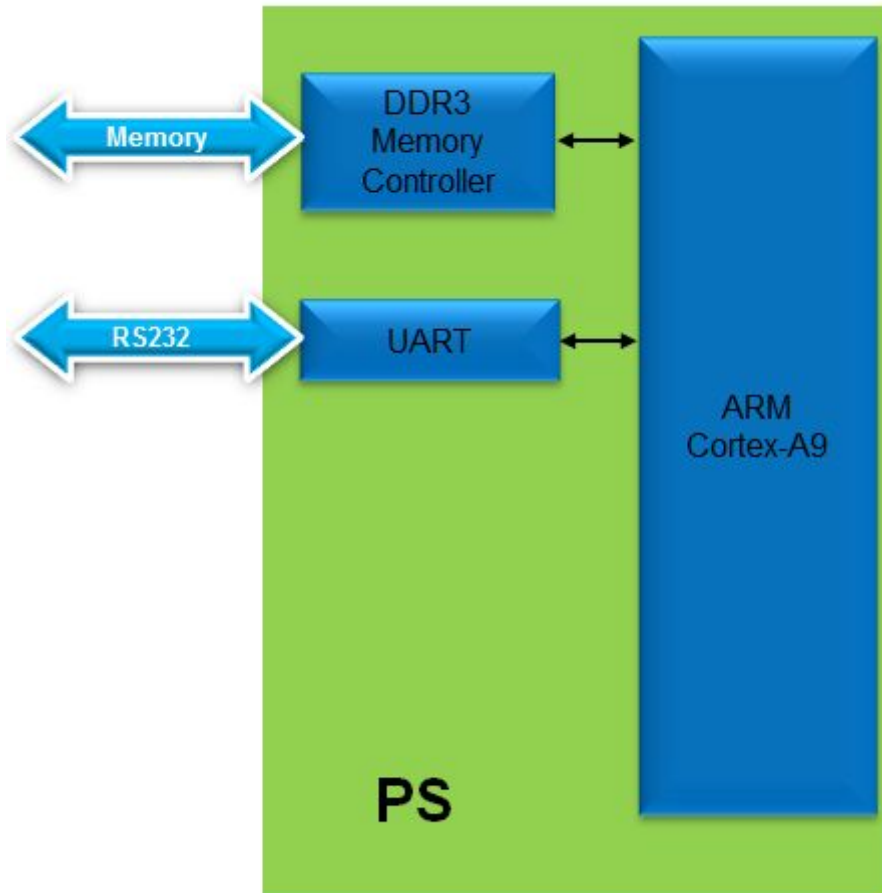 Memory
DDR3
Memory
Controller
RS232
UART
ARM
Cortex-A9
PS